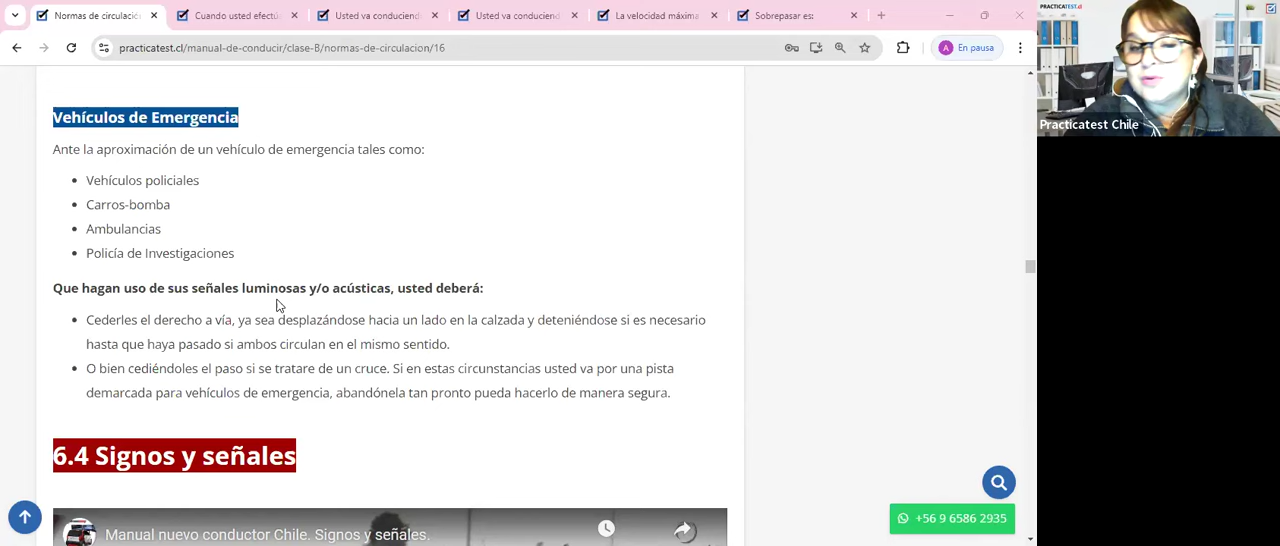 Normas de circulació
Cuando usted efectú
Usted va conduciend
Usted va conduciend
La velocidad máxima
Sobrepasar es:
practicatest.cl/manual-de-conducir/clase-B/normas-de-circulacion/16
A
En pausa
PRACTICATEST.cl
Practicatest Chile
Vehículos de Emergencia
Ante la aproximación de un vehículo de emergencia tales como:
Vehículos policiales
Carros-bomba
Ambulancias
Policía de Investigaciones
Que hagan uso de sus señales luminosas y/o acústicas, usted deberá:
Cederles el derecho a vía, ya sea desplazándose hacia un lado en la calzada y deteniéndose si es necesario
hasta que haya pasado si ambos circulan en el mismo sentido.
O bien cediéndoles el paso si se tratare de un cruce. Si en estas circunstancias usted va por una pista
demarcada para vehículos de emergencia, abandónela tan pronto pueda hacerlo de manera segura.
6.4 Signos y señales
Manual nuevo conductor Chile. Signos y señales.
+56 9 6586 2935